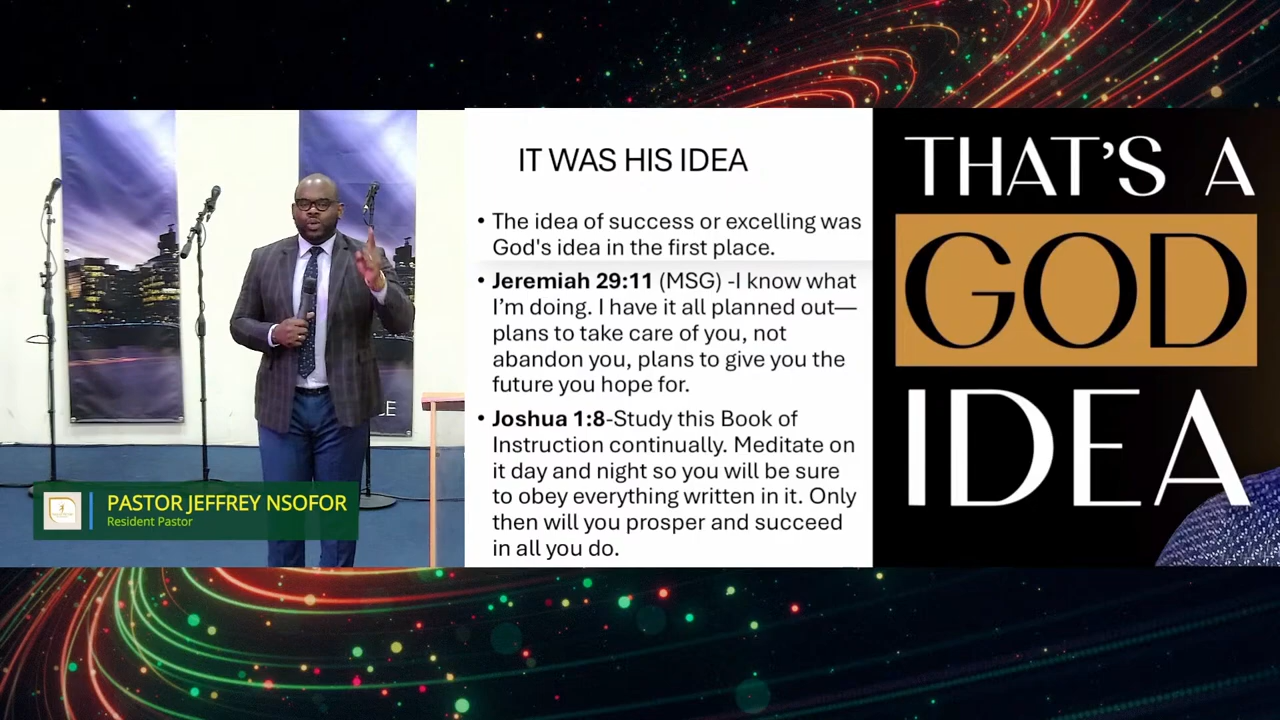 PASTOR JEFFREY NSOFOR
Resident Pastor
IT WAS HIS IDEA
• The idea of success or excelling was
God's idea in the first place.
• Jeremiah 29:11 (MSG) -I know what
I’m doing. I have it all planned out—
plans to take care of you, not
abandon you, plans to give you the
future you hope for.
• Joshua 1:8-Study this Book of
Instruction continually. Meditate on
it day and night so you will be sure
to obey everything written in it. Only
then will you prosper and succeed
in all you do.
THAT’S A
GOD
IDEA